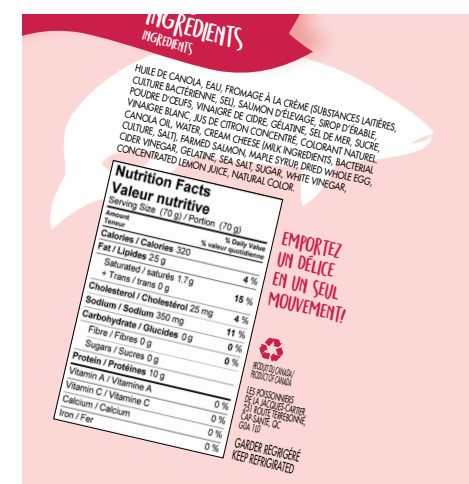 INGREDIENTS
INGREDIENTS
HUILE DE CANOLA, EAU, FROMAGE À LA CRÈME (SUBSTANCES LAITIÈRES,
CULTURE BACTÉRIENNE, SEL), SAUMON D'ÉLEVAGE, SIROP D'ÉRABLE,
POUDRE D'ŒUFS, VINAIGRE DE CIDRE, GÉLATINE, SEL DE MER, SUCRE,
VINAIGRE BLANC, JUS DE CITRON CONCENTRÉ, COLORANT NATUREL.
CANOLA OIL, WATER, CREAM CHEESE (MILK INGREDIENTS, BACTERIAL
CULTURE, SALT), FARMED SALMON, MAPLE SYRUP, DRIED WHOLE EGG,
CIDER VINEGAR, GELATINE, SEA SALT, SUGAR, WHITE VINEGAR,
CONCENTRATED LEMON JUICE, NATURAL COLOR.
Nutrition Facts
Valeur nutritive
Serving Size (70 g) / Portion (70 g)
Amount % Daily Value
Teneur % valeur quotidienne
Calories / Calories 320
Fat / Lipides 25 g 4 %
Saturated / saturés 1.7 g
+ Trans / trans 0 g 15 %
Cholesterol / Cholestérol 25 mg 4 %
Sodium / Sodium 350 mg 11 %
Carbohydrate / Glucides 0 g 0 %
Fibre / Fibres 0 g 0 %
Sugars / Sucres 0 g
Protein / Protéines 10 g
Vitamin A / Vitamine A 0 %
Vitamin C / Vitamine C 0 %
Calcium / Calcium 0 %
Iron / Fer 0 %
EMPORTEZ
UN DÉLICE
EN UN SEUL
MOUVEMENT!
PRODUIT DU CANADA /
PRODUCT OF CANADA
LES POISSONNIERS
DE LA JACQUES-CARTIER
251 ROUTE TERREBONNE,
CAP-SANTÉ, QC
G0A 1L0
GARDER REGRIGÉRÉ
KEEP REFRIGIRATED